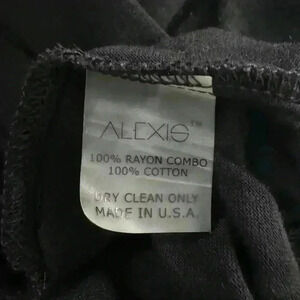 ALEXIS™
100% RAYON COMBO
100% COTTON
DRY CLEAN ONLY
MADE IN U.S.A.